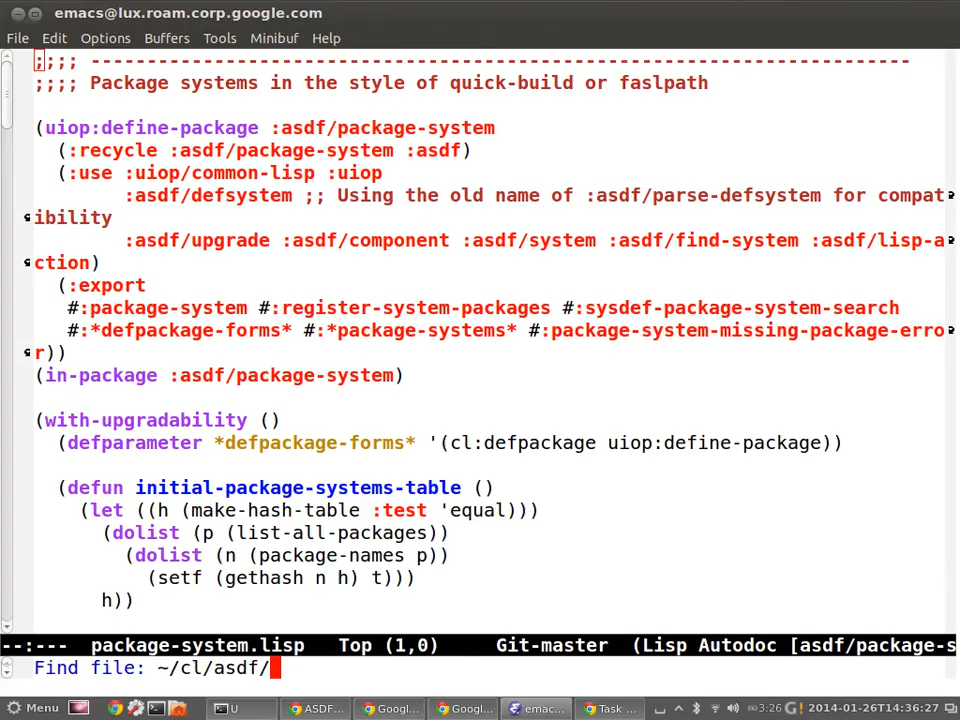 emacs@lux.roam.corp.google.com
File Edit Options Buffers Tools Minibuf Help
;;;; -------------------------------------------------------------------------
;;;; Package systems in the style of quick-build or faslpath
(uiop:define-package :asdf/package-system
(:recycle :asdf/package-system :asdf)
(:use :uiop/common-lisp :uiop
:asdf/defsystem ;; Using the old name of :asdf/parse-defsystem for compat
ibility
:asdf/upgrade :asdf/component :asdf/system :asdf/find-system :asdf/lisp-a
ction)
(:export
#:package-system #:register-system-packages #:sysdef-package-system-search
#:*defpackage-forms* #:*package-systems* #:package-system-missing-package-erro
r))
(in-package :asdf/package-system)
(with-upgradability ()
(defparameter *defpackage-forms* '(cl:defpackage uiop:define-package))
(defun initial-package-systems-table ()
(let ((h (make-hash-table :test 'equal)))
(dolist (p (list-all-packages))
(dolist (n (package-names p))
(setf (gethash n h) t)))
h))
--:--- package-system.lisp Top (1,0) Git-master (Lisp Autodoc [asdf/package-s
Find file: ~/cl/asdf/
Menu U ASDF... Googl... Googl... emac... Task ... 3:26 2014-01-26T14:36:27